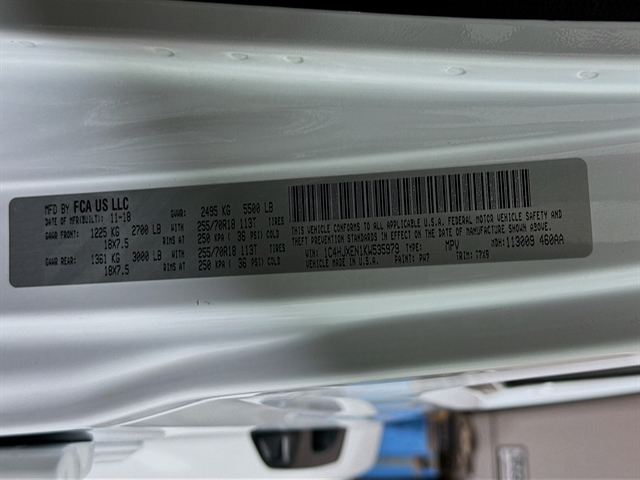 MFD BY FCA US LLC
DATE OF MFR(BUILT): 11-18 GVWR: 2495 KG 5500 LB
GAWR FRONT: 1225 KG 2700 LB 255/70R18 113T TIRES
18X7.5 RIMS AT 250 KPA ( 36 PSI) COLD
GAWR REAR: 1361 KG 3000 LB 255/70R18 113T TIRES
18X7.5 RIMS AT 250 KPA ( 36 PSI) COLD
THIS VEHICLE CONFORMS TO ALL APPLICABLE U.S.A. FEDERAL MOTOR VEHICLE SAFETY AND
THEFT PREVENTION STANDARDS IN EFFECT ON THE DATE OF MANUFACTURE SHOWN ABOVE.
VIN: 1C4HJXEN1KW535979 TYPE: MPV MDH: 113009 460AA
MADE IN U.S.A. PAINT: PW7 TRIM: T7X9